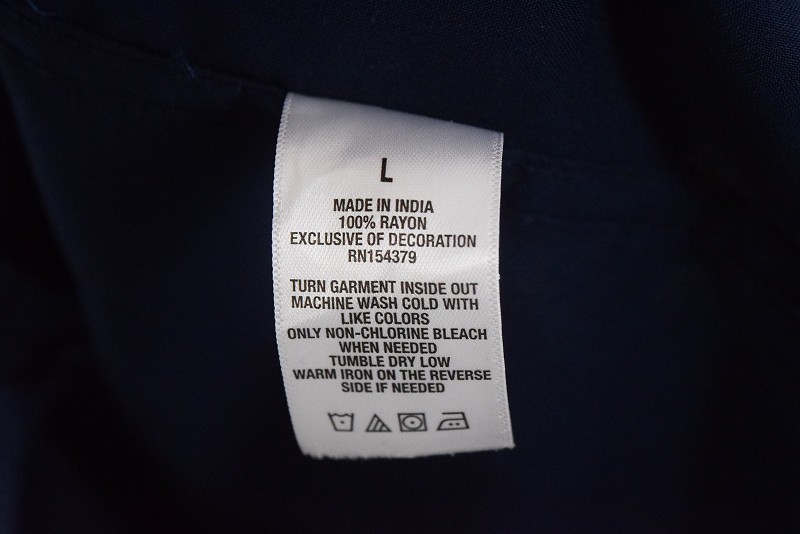 L
MADE IN INDIA
100% RAYON
EXCLUSIVE OF DECORATION
RN154379
TURN GARMENT INSIDE OUT
MACHINE WASH COLD WITH
LIKE COLORS
ONLY NON-CHLORINE BLEACH
WHEN NEEDED
TUMBLE DRY LOW
WARM IRON ON THE REVERSE
SIDE IF NEEDED